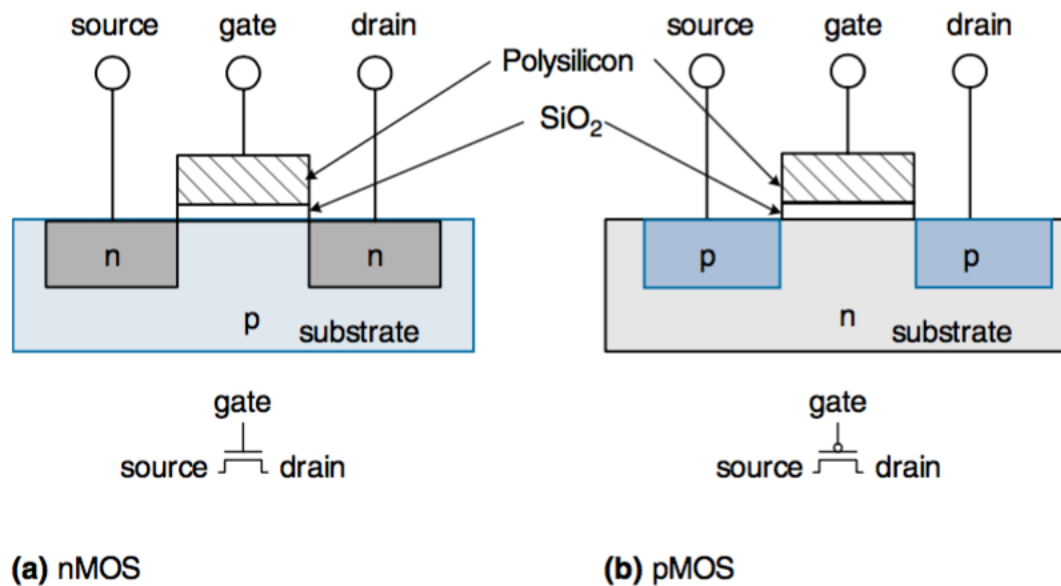 source gate drain
source gate drain
Polysilicon
SiO₂
n
n
p
substrate
p
p
n
substrate
gate
source drain
gate
source drain
(a) nMOS
(b) pMOS